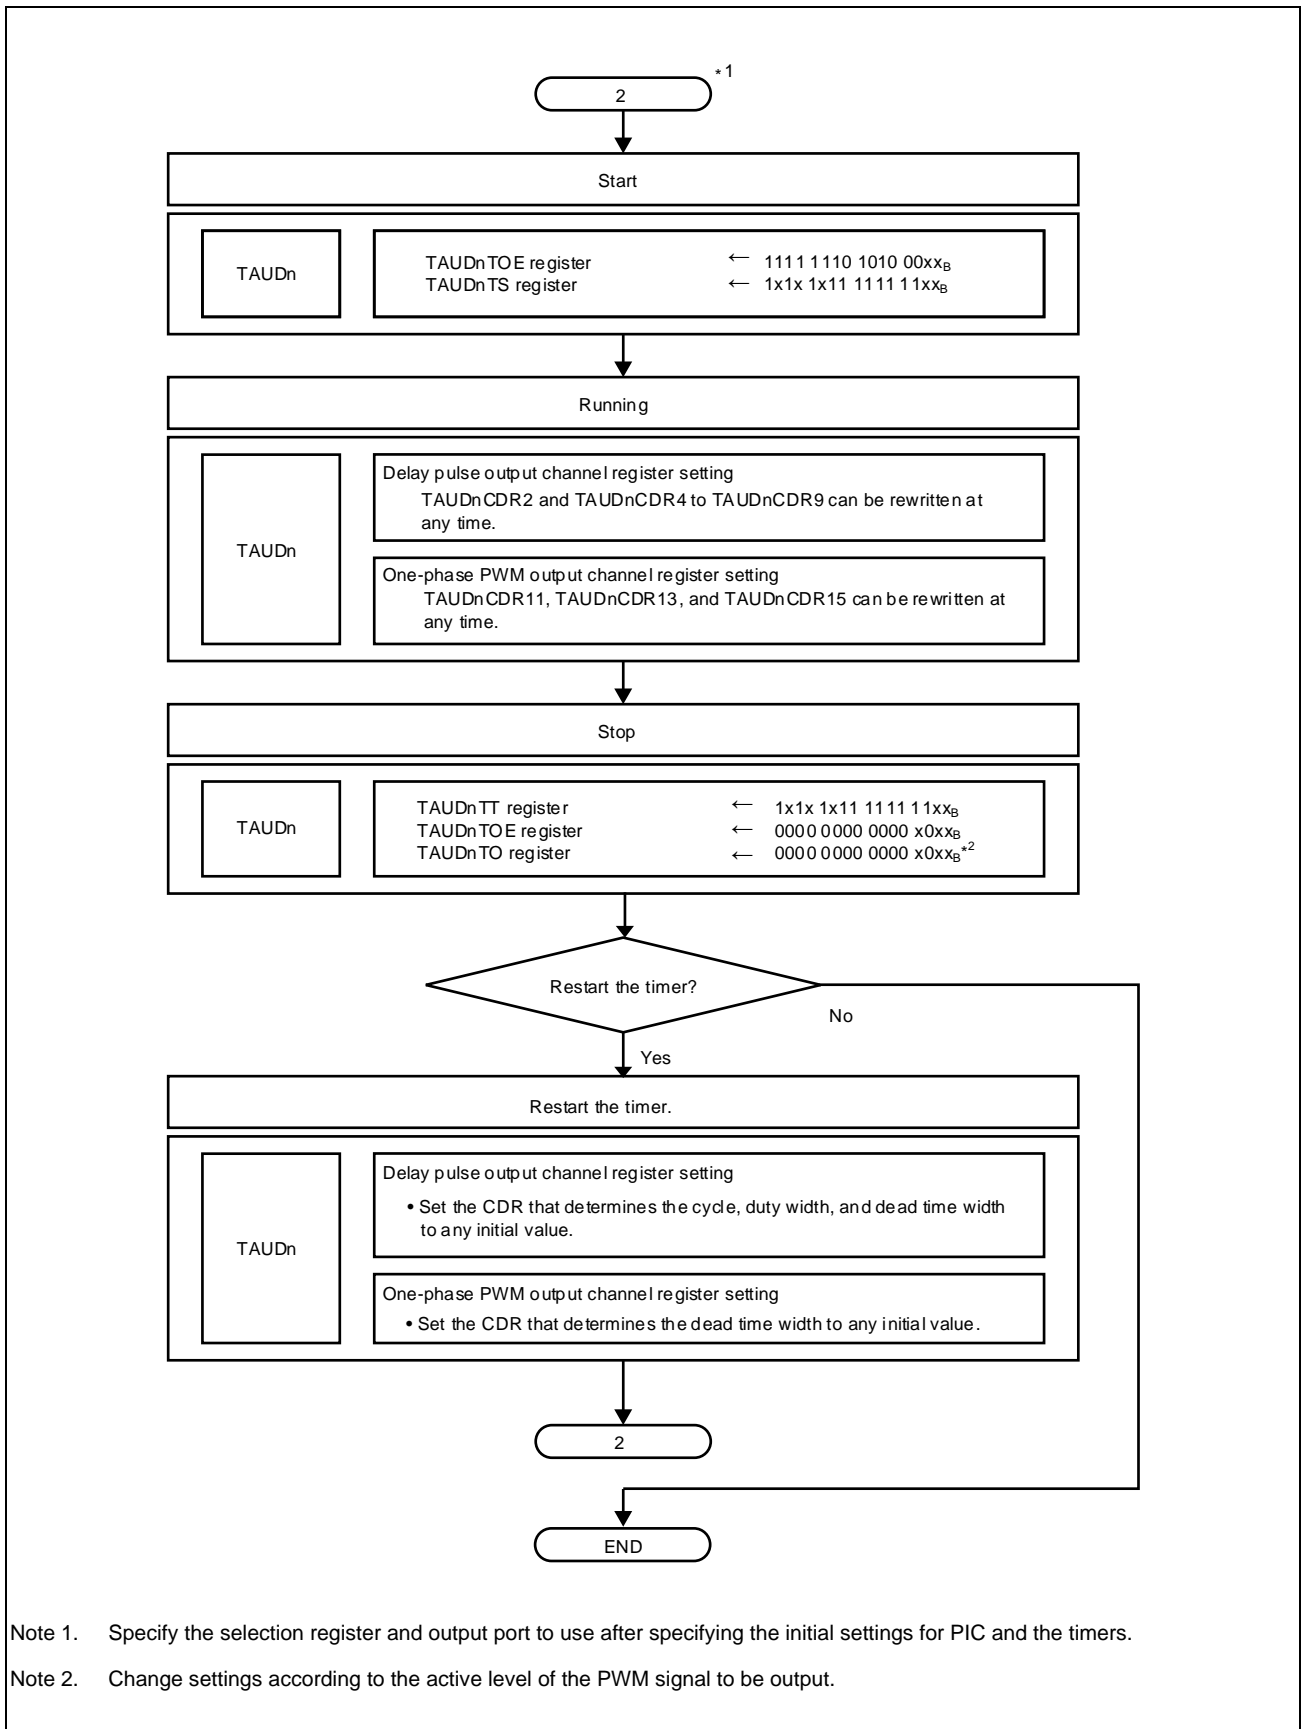 *1
2
Start
TAUDn
TAUDnTOE register ← 1111 1110 1010 00xxB
TAUDnTS register ← 1x1x 1x11 1111 11xxB
Running
TAUDn
Delay pulse output channel register setting
TAUDnCDR2 and TAUDnCDR4 to TAUDnCDR9 can be rewritten at
any time.
One-phase PWM output channel register setting
TAUDnCDR11, TAUDnCDR13, and TAUDnCDR15 can be rewritten at
any time.
Stop
TAUDn
TAUDnTT register ← 1x1x 1x11 1111 11xxB
TAUDnTOE register ← 0000 0000 0000 x0xxB
TAUDnTO register ← 0000 0000 0000 x0xxB*2
Restart the timer?
No
Yes
Restart the timer.
TAUDn
Delay pulse output channel register setting
• Set the CDR that determines the cycle, duty width, and dead time width
to any initial value.
One-phase PWM output channel register setting
• Set the CDR that determines the dead time width to any initial value.
2
END
Note 1. Specify the selection register and output port to use after specifying the initial settings for PIC and the timers.
Note 2. Change settings according to the active level of the PWM signal to be output.